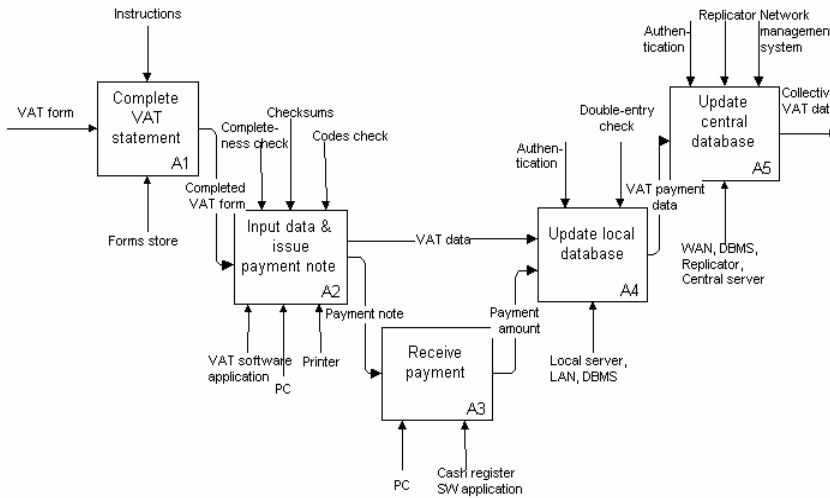 Instructions
VAT form
Complete
VAT
statement
A1
Forms store
Completed
VAT form
Complete-
ness check
Checksums
Codes check
Input data &
issue
payment note
A2
VAT software
application
PC
Printer
VAT data
Payment note
Receive
payment
A3
PC
Cash register
SW application
Payment
amount
Authen-
tication
Double-entry
check
Update local
database
A4
Local server,
LAN, DBMS
VAT payment
data
Authen-
tication
Replicator
Network
management
system
Update
central
database
A5
WAN, DBMS,
Replicator,
Central server
Collective
VAT data